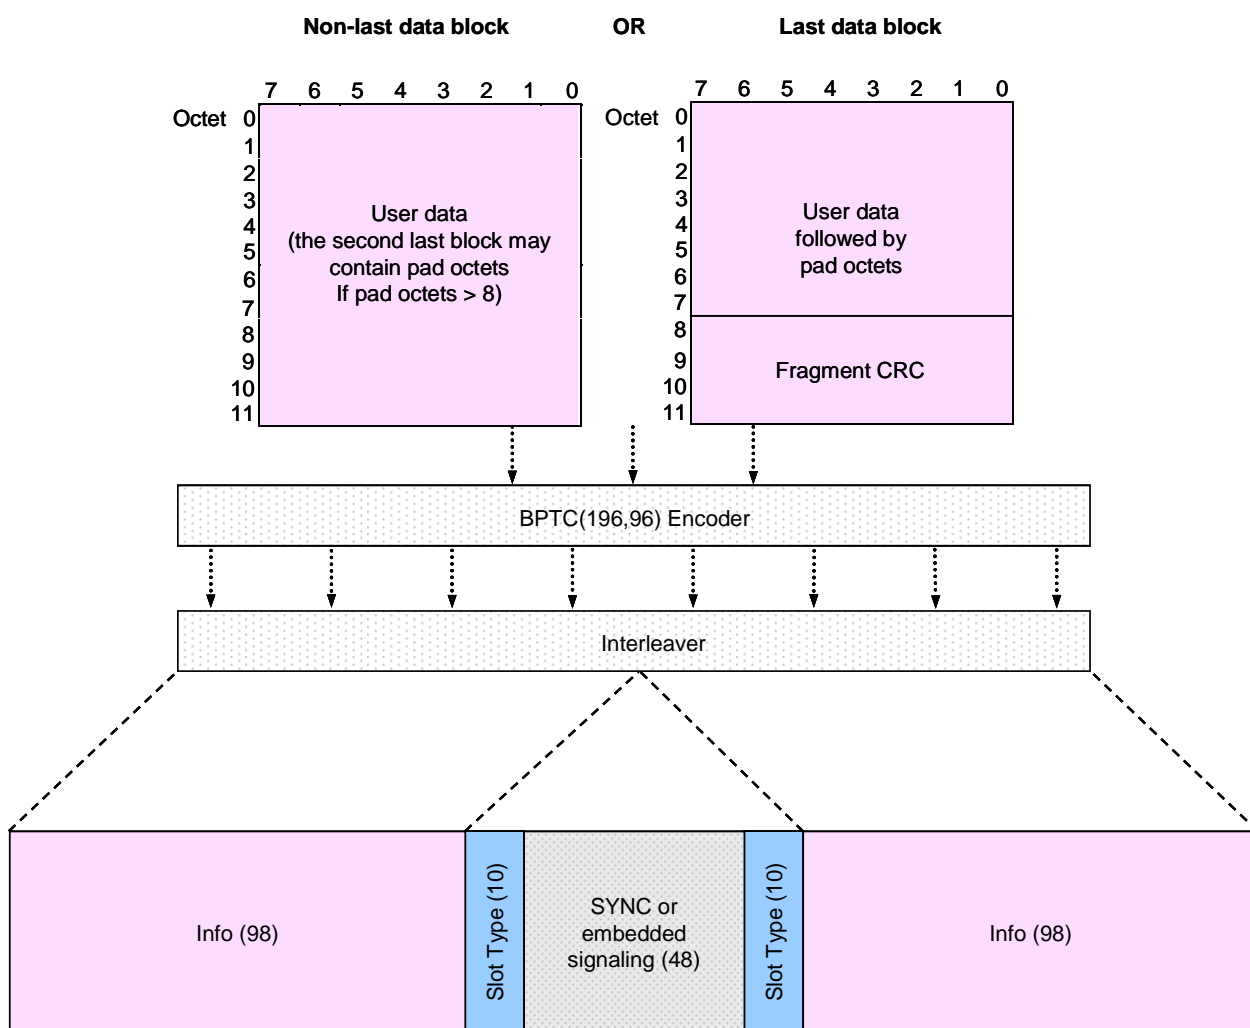 Non-last data block OR Last data block
7 6 5 4 3 2 1 0
7 6 5 4 3 2 1 0
Octet 0
1
2
3
4
5
6
7
8
9
10
11
User data
(the second last block may
contain pad octets
If pad octets > 8)
Octet 0
1
2
3
4
5
6
7
8
9
10
11
User data
followed by
pad octets
Fragment CRC
BPTC(196,96) Encoder
Interleaver
Info (98)
Slot Type (10)
SYNC or
embedded
signaling (48)
Slot Type (10)
Info (98)